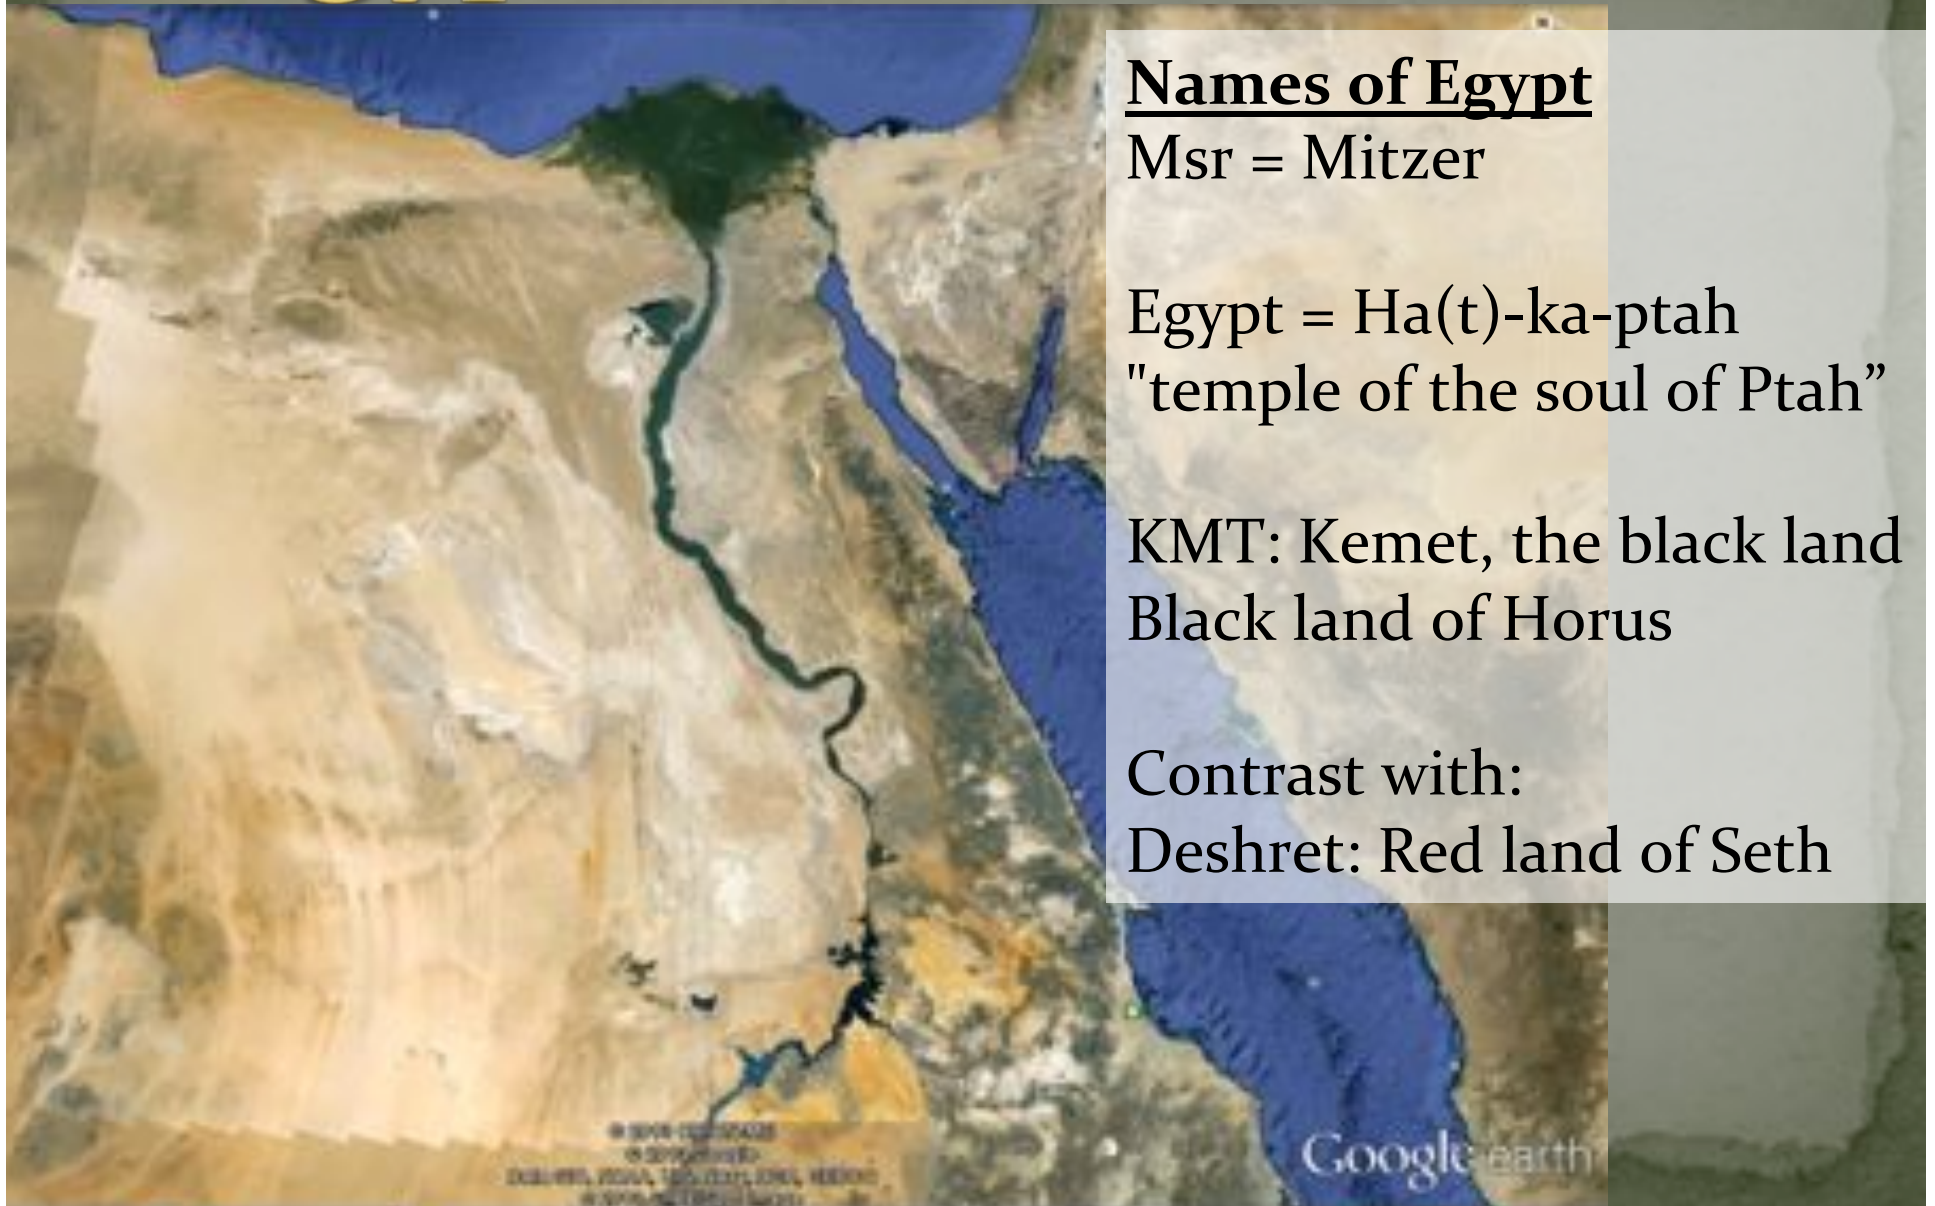 Names of Egypt
Msr = Mitzer
Egypt = Ha(t)-ka-ptah
"temple of the soul of Ptah”
KMT: Kemet, the black land
Black land of Horus
Contrast with:
Deshret: Red land of Seth
Google earth